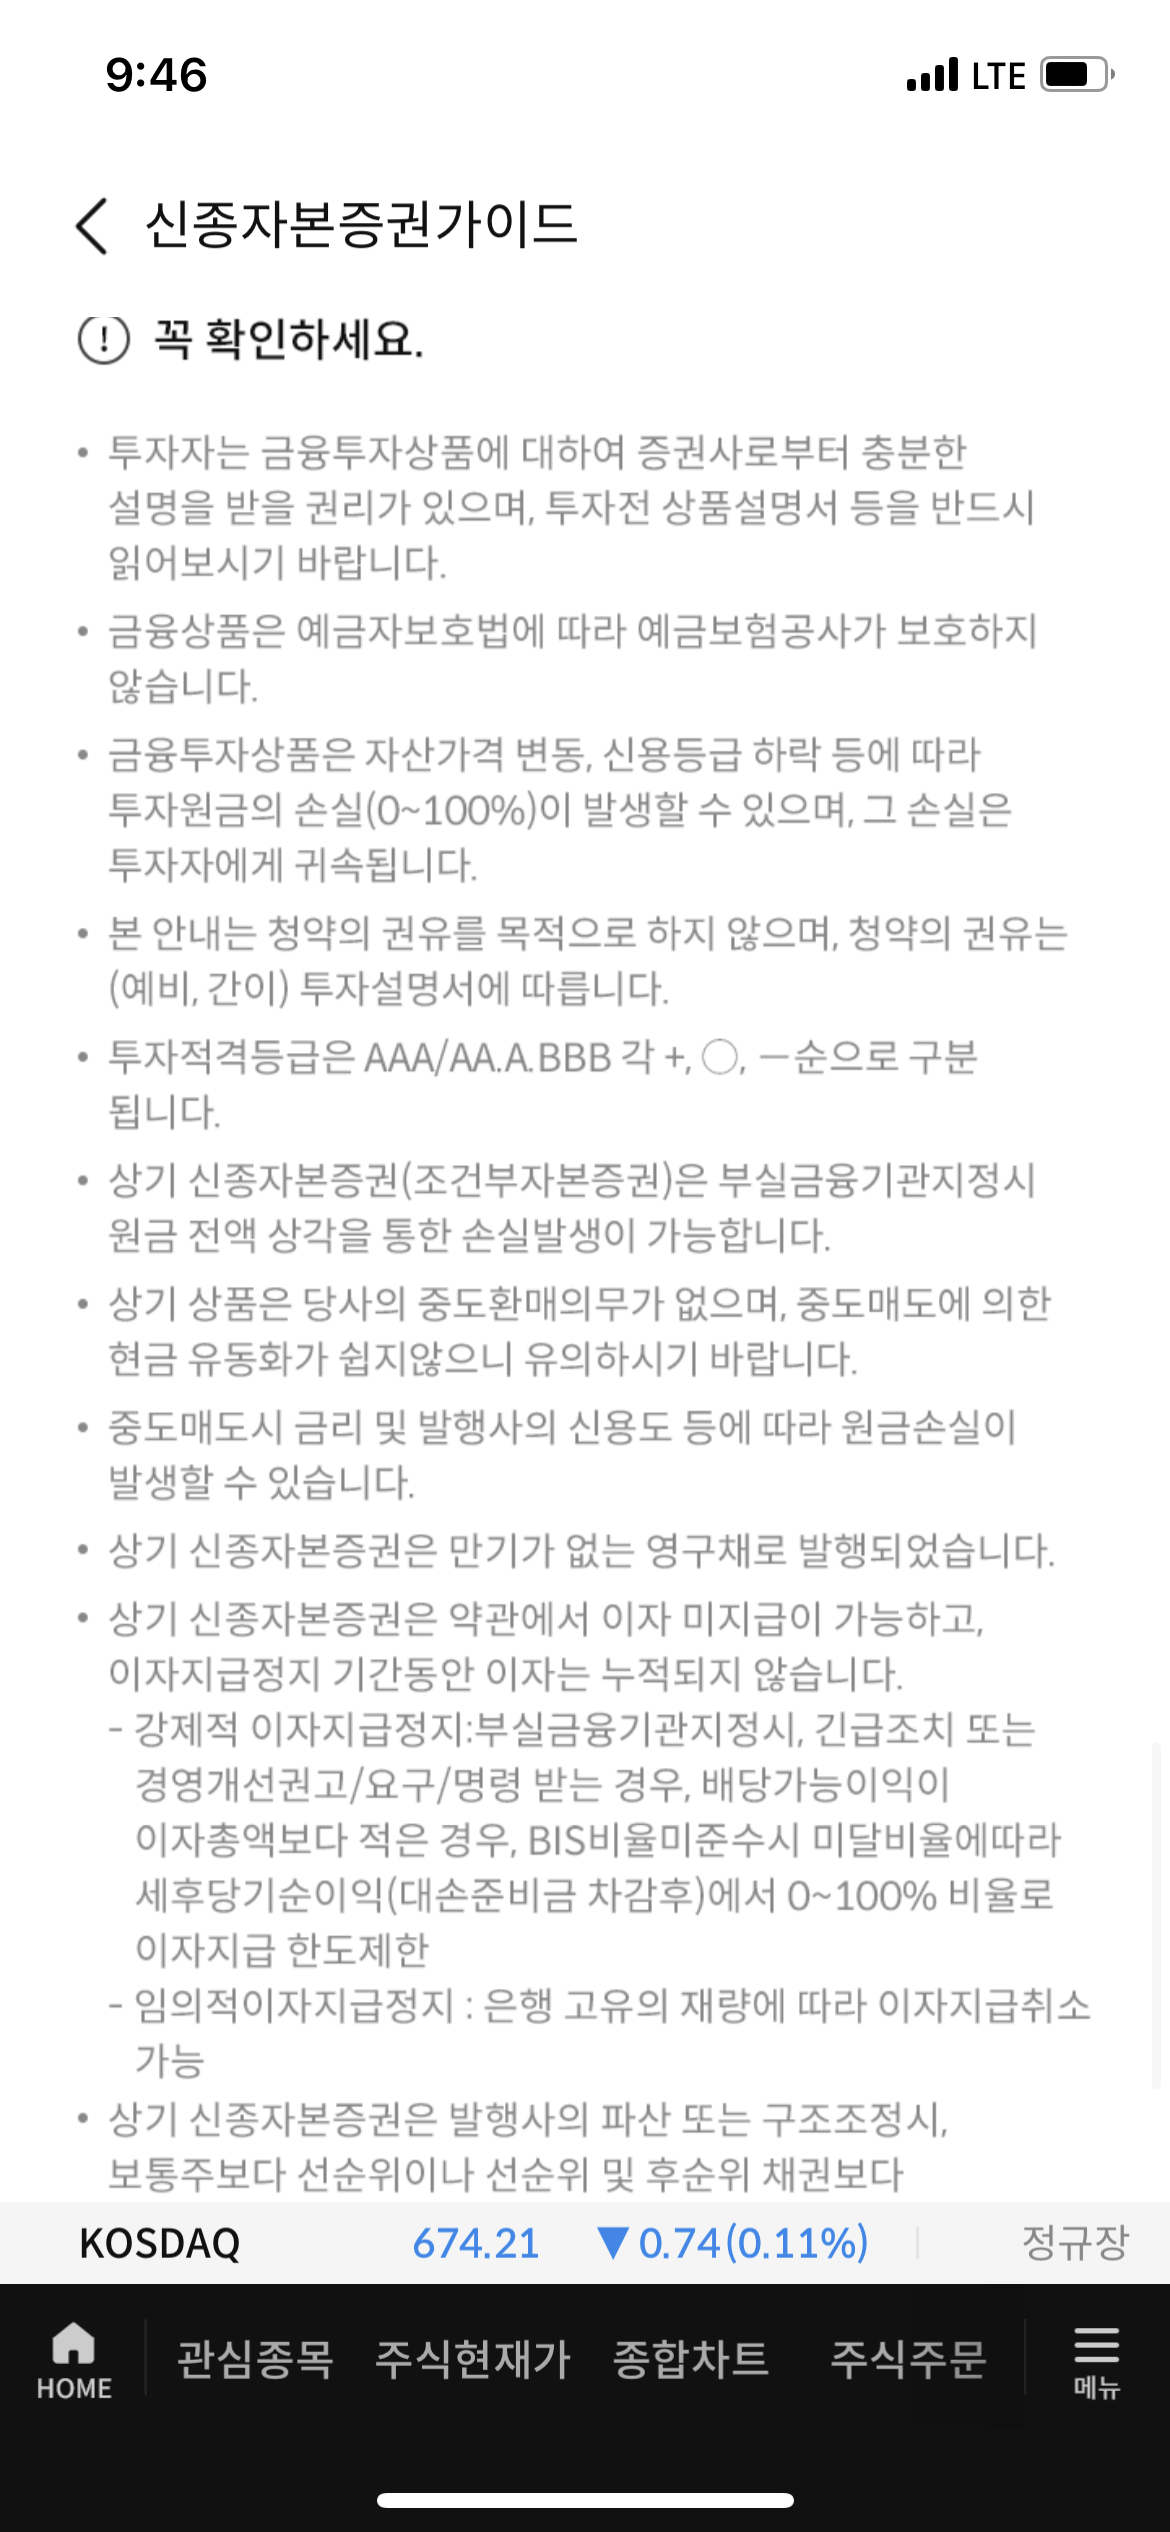 9:46
LTE
신종자본증권가이드
! 꼭 확인하세요.
• 투자자는 금융투자상품에 대하여 증권사로부터 충분한
설명을 받을 권리가 있으며, 투자전 상품설명서 등을 반드시
읽어보시기 바랍니다.
• 금융상품은 예금자보호법에 따라 예금보험공사가 보호하지
않습니다.
• 금융투자상품은 자산가격 변동, 신용등급 하락 등에 따라
투자원금의 손실(0~100%)이 발생할 수 있으며, 그 손실은
투자자에게 귀속됩니다.
• 본 안내는 청약의 권유를 목적으로 하지 않으며, 청약의 권유는
(예비, 간이) 투자설명서에 따릅니다.
• 투자적격등급은 AAA/AA.A.BBB 각 +, ◯, ―순으로 구분
됩니다.
• 상기 신종자본증권(조건부자본증권)은 부실금융기관지정시
원금 전액 상각을 통한 손실발생이 가능합니다.
• 상기 상품은 당사의 중도환매의무가 없으며, 중도매도에 의한
현금 유동화가 쉽지않으니 유의하시기 바랍니다.
• 중도매도시 금리 및 발행사의 신용도 등에 따라 원금손실이
발생할 수 있습니다.
• 상기 신종자본증권은 만기가 없는 영구채로 발행되었습니다.
• 상기 신종자본증권은 약관에서 이자 미지급이 가능하고,
이자지급정지 기간동안 이자는 누적되지 않습니다.
- 강제적 이자지급정지:부실금융기관지정시, 긴급조치 또는
경영개선권고/요구/명령 받는 경우, 배당가능이익이
이자총액보다 적은 경우, BIS비율미준수시 미달비율에따라
세후당기순이익(대손준비금 차감후)에서 0~100% 비율로
이자지급 한도제한
- 임의적이자지급정지 : 은행 고유의 재량에 따라 이자지급취소
가능
• 상기 신종자본증권은 발행사의 파산 또는 구조조정시,
보통주보다 선순위이나 선순위 및 후순위 채권보다
KOSDAQ 674.21 ▼0.74(0.11%) 정규장
HOME 관심종목 주식현재가 종합차트 주식주문 메뉴